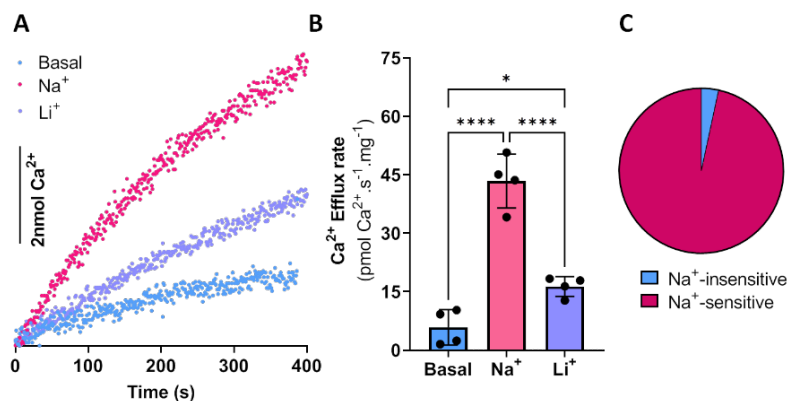 A
Basal
Na⁺
Li⁺
2nmol Ca²⁺
0
100
200
300
400
Time (s)
B
Ca²⁺ Efflux rate
(pmol Ca²⁺.s⁻¹.mg⁻¹)
75
60
45
30
15
0
*
**** ****
Basal Na⁺ Li⁺
C
Na⁺-insensitive
Na⁺-sensitive